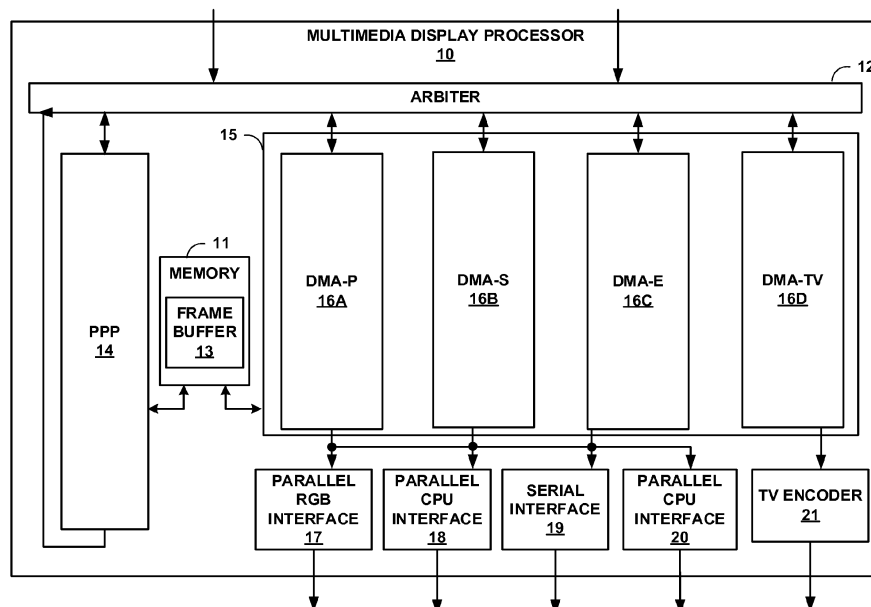 MULTIMEDIA DISPLAY PROCESSOR
10
12
ARBITER
15
11
MEMORY
FRAME
BUFFER
13
PPP
14
DMA-P
16A
DMA-S
16B
DMA-E
16C
DMA-TV
16D
PARALLEL
RGB
INTERFACE
17
PARALLEL
CPU
INTERFACE
18
SERIAL
INTERFACE
19
PARALLEL
CPU
INTERFACE
20
TV ENCODER
21